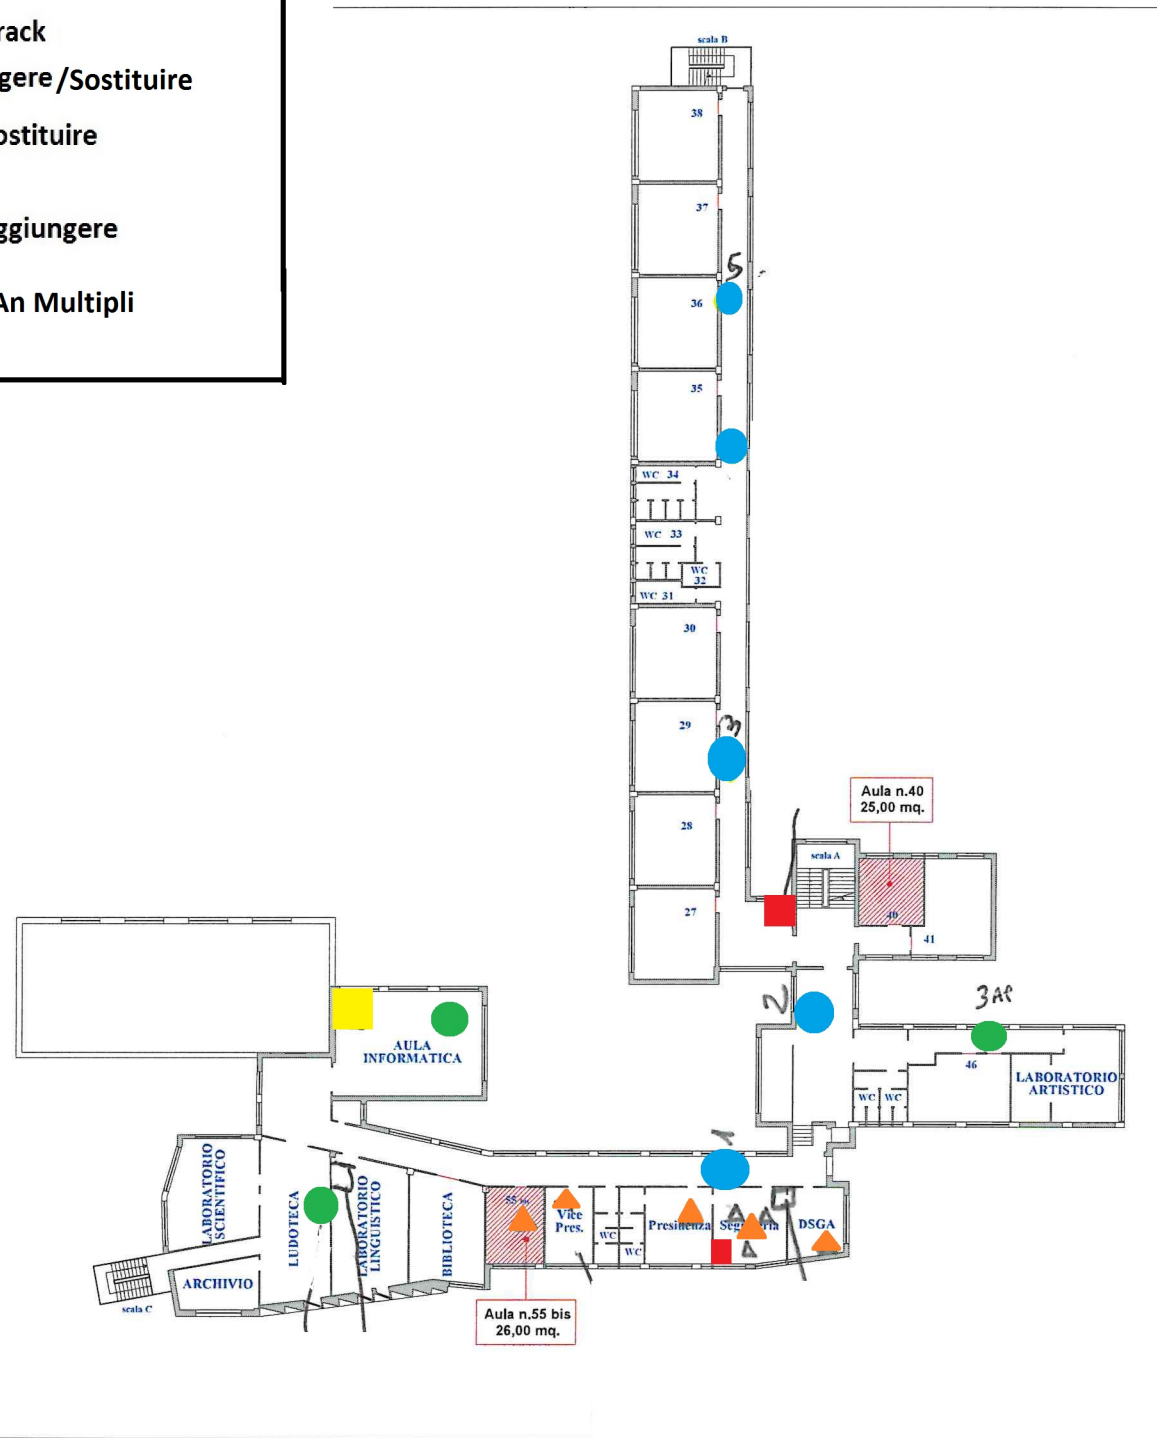 rack
gere/Sostituire
ostituire
ggiungere
An Multipli
scala B
38
37
5
36
35
WC 34
WC 33
WC
32
WC 31
30
29
3
28
27
Aula n.40
25,00 mq.
scala A
40
41
2
3AP
46
LABORATORIO
ARTISTICO
WC
WC
AULA
INFORMATICA
1
LABORATORIO
SCIENTIFICO
LUDOTECA
LABORATORIO
LINGUISTICO
BIBLIOTECA
55 bis
Vice
Pres.
WC
WC
Presidenza
DSGA
ARCHIVIO
scala C
Aula n.55 bis
26,00 mq.